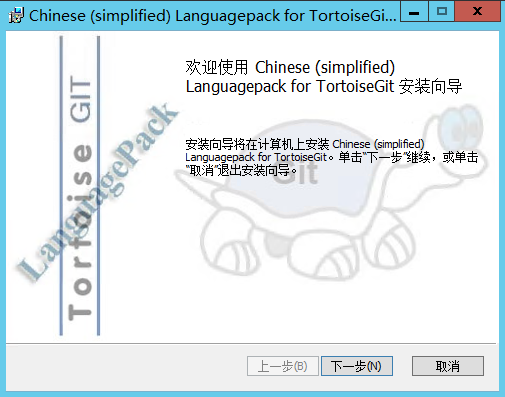 Chinese (simplified) Languagepack for TortoiseGit...
Tortoise GIT
LanguagePack
欢迎使用 Chinese (simplified)
Languagepack for TortoiseGit 安装向导
安装向导将在计算机上安装 Chinese (simplified)
Languagepack for TortoiseGit。单击“下一步”继续，或单击
“取消”退出安装向导。
Git
上一步(B) 下一步(N) 取消